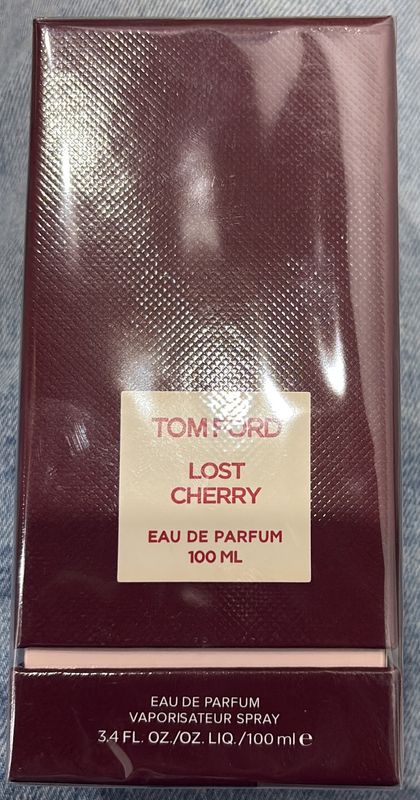 TOM FORD
LOST
CHERRY
EAU DE PARFUM
100 ML
EAU DE PARFUM
VAPORISATEUR SPRAY
3.4 FL. OZ./OZ. LIQ./100 ml ℮